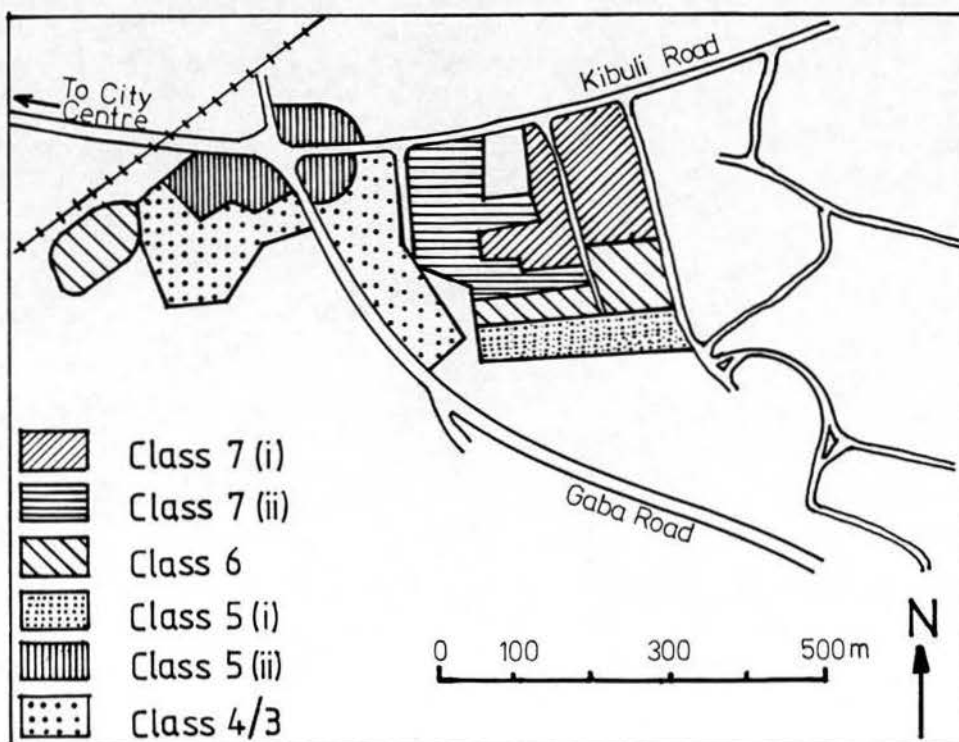 To City
Centre
Kibuli Road
Gaba Road
Class 7 (i)
Class 7 (ii)
Class 6
Class 5 (i)
Class 5 (ii)
Class 4/3
0 100 300 500m
N